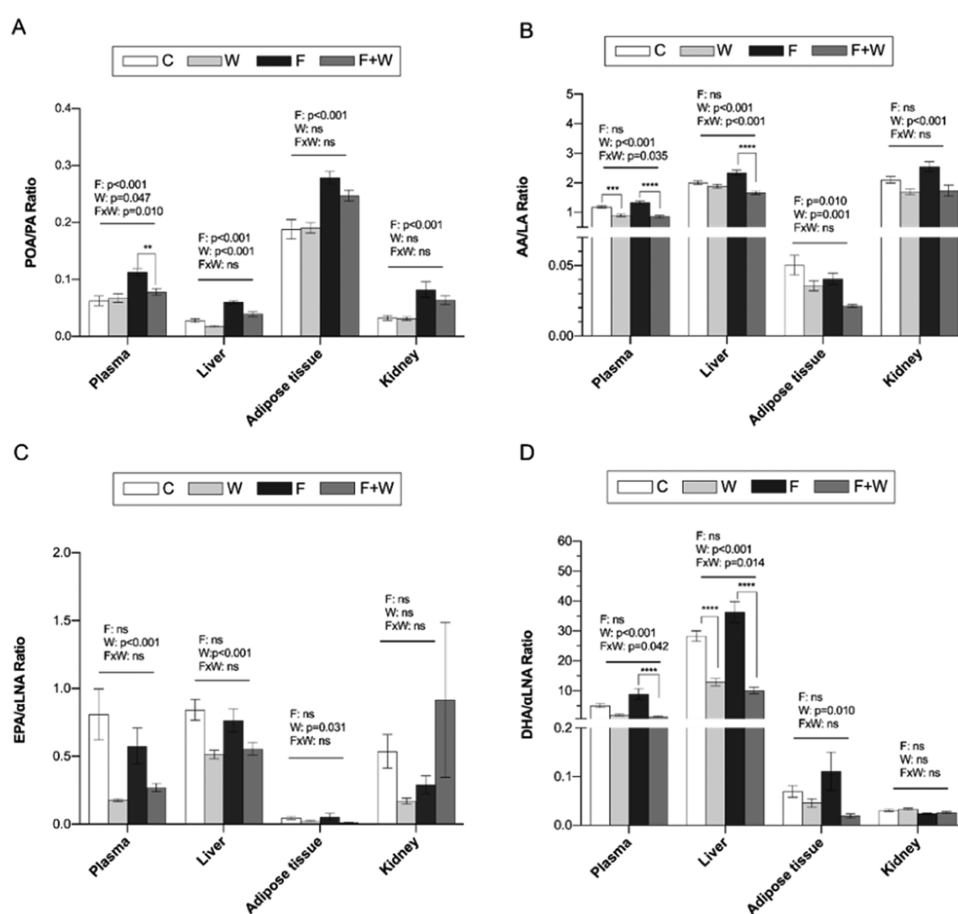 A
C W F F+W
POA/PA Ratio
0.4
0.3
0.2
0.1
0.0
F: p<0.001
W: p=0.047
FxW: p=0.010
**
F: p<0.001
W: p<0.001
FxW: ns
F: p<0.001
W: ns
FxW: ns
F: p<0.001
W: ns
FxW: ns
Plasma
Liver
Adipose tissue
Kidney
B
C W F F+W
AA/LA Ratio
5
4
3
2
1
0.05
0.00
F: ns
W: p<0.001
FxW: p=0.035
***
****
F: ns
W: p<0.001
FxW: p<0.001
****
F: p=0.010
W: p=0.001
FxW: ns
F: ns
W: p<0.001
FxW: ns
Plasma
Liver
Adipose tissue
Kidney
C
C W F F+W
EPA/αLNA Ratio
2.0
1.5
1.0
0.5
0.0
F: ns
W: p<0.001
FxW: ns
F: ns
W:p<0.001
FxW: ns
F: ns
W: p=0.031
FxW: ns
F: ns
W: ns
FxW: ns
Plasma
Liver
Adipose tissue
Kidney
D
C W F F+W
DHA/αLNA Ratio
60
50
40
30
20
10
0.2
0.1
0.0
F: ns
W: p<0.001
FxW: p=0.042
****
F: ns
W: p<0.001
FxW: p=0.014
****
****
F: ns
W: p=0.010
FxW: ns
F: ns
W: ns
FxW: ns
Plasma
Liver
Adipose tissue
Kidney